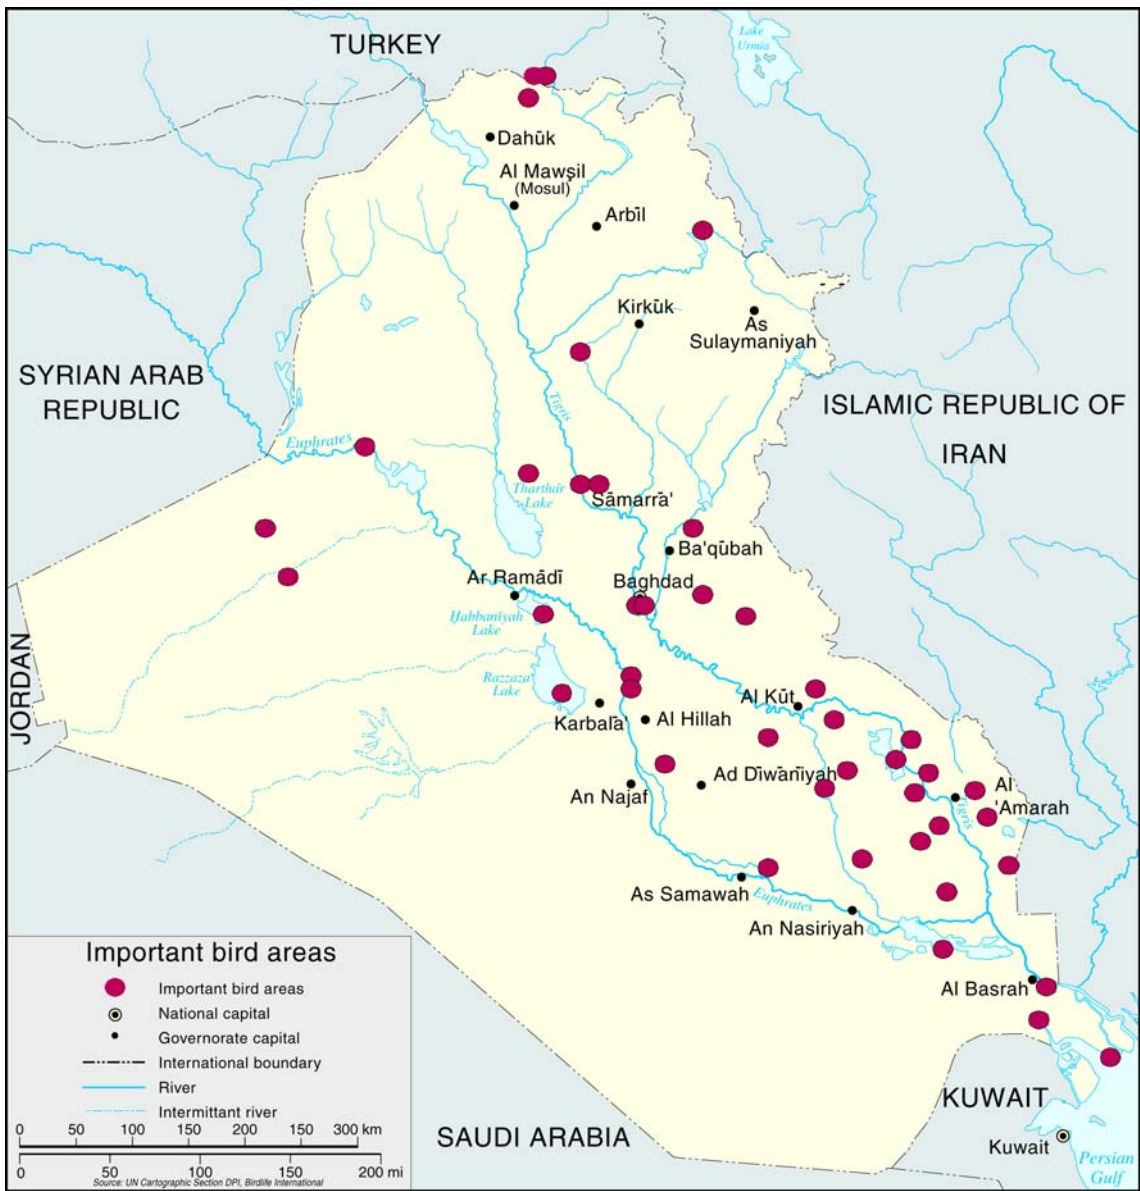 TURKEY
Lake
Urmia
Dahūk
Al Mawşil
(Mosul)
Arbīl
Kirkūk
As
Sulaymaniyah
SYRIAN ARAB
REPUBLIC
ISLAMIC REPUBLIC OF
IRAN
Tigris
Euphrates
Tharthār
Lake
Sāmarrā'
Ba'qūbah
Ar Ramādī
Baghdad
Ḩabbanīyah
Lake
JORDAN
Razzaza
Lake
Karbalā'
Al Hillah
Al Kūt
An Najaf
Ad Dīwānīyah
Al
'Amarah
Tigris
As Samawah
Euphrates
An Nasiriyah
Al Basrah
KUWAIT
Kuwait
SAUDI ARABIA
Persian
Gulf
Important bird areas
Important bird areas
National capital
Governorate capital
International boundary
River
Intermittant river
0 50 100 150 200 250 300 km
0 50 100 150 200 mi
Source: UN Cartographic Section DPI, Birdlife International